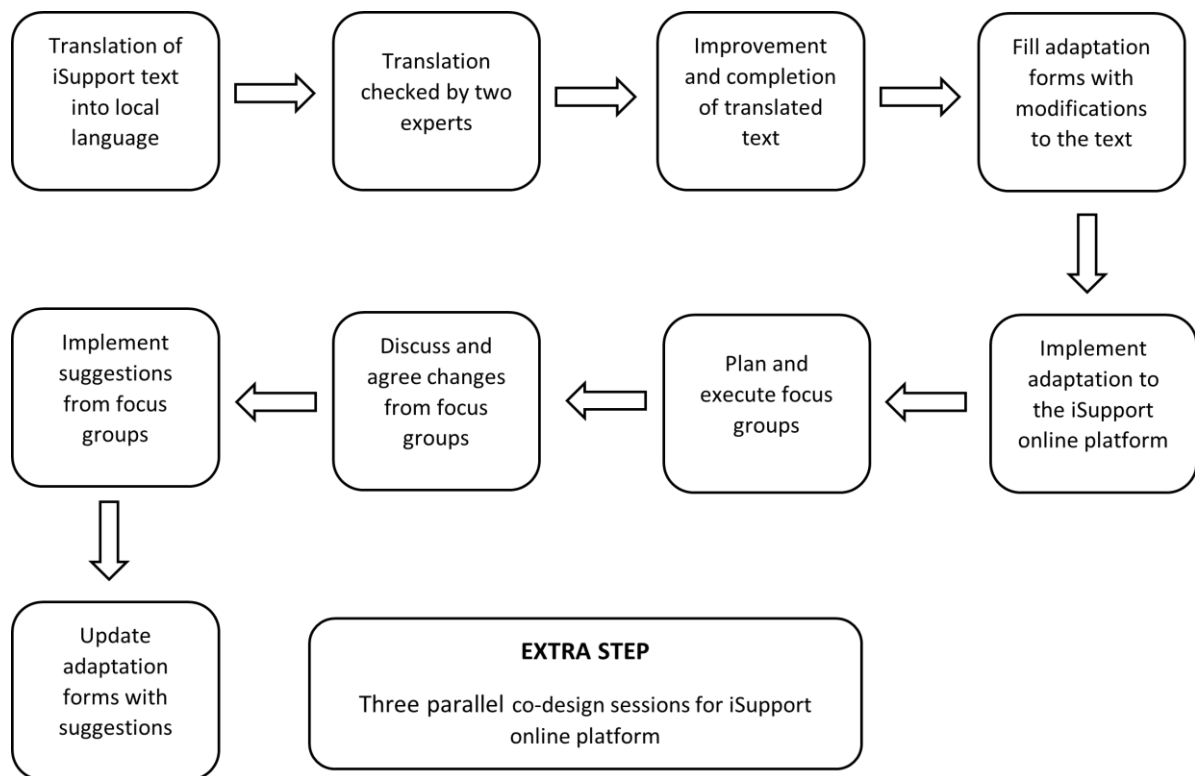 Translation of
iSupport text
into local
language
Translation
checked by two
experts
Improvement
and completion
of translated
text
Fill adaptation
forms with
modifications
to the text
Implement
adaptation to
the iSupport
online platform
Plan and
execute focus
groups
Discuss and
agree changes
from focus
groups
Implement
suggestions
from focus
groups
Update
adaptation
forms with
suggestions
EXTRA STEP
Three parallel co-design sessions for iSupport
online platform